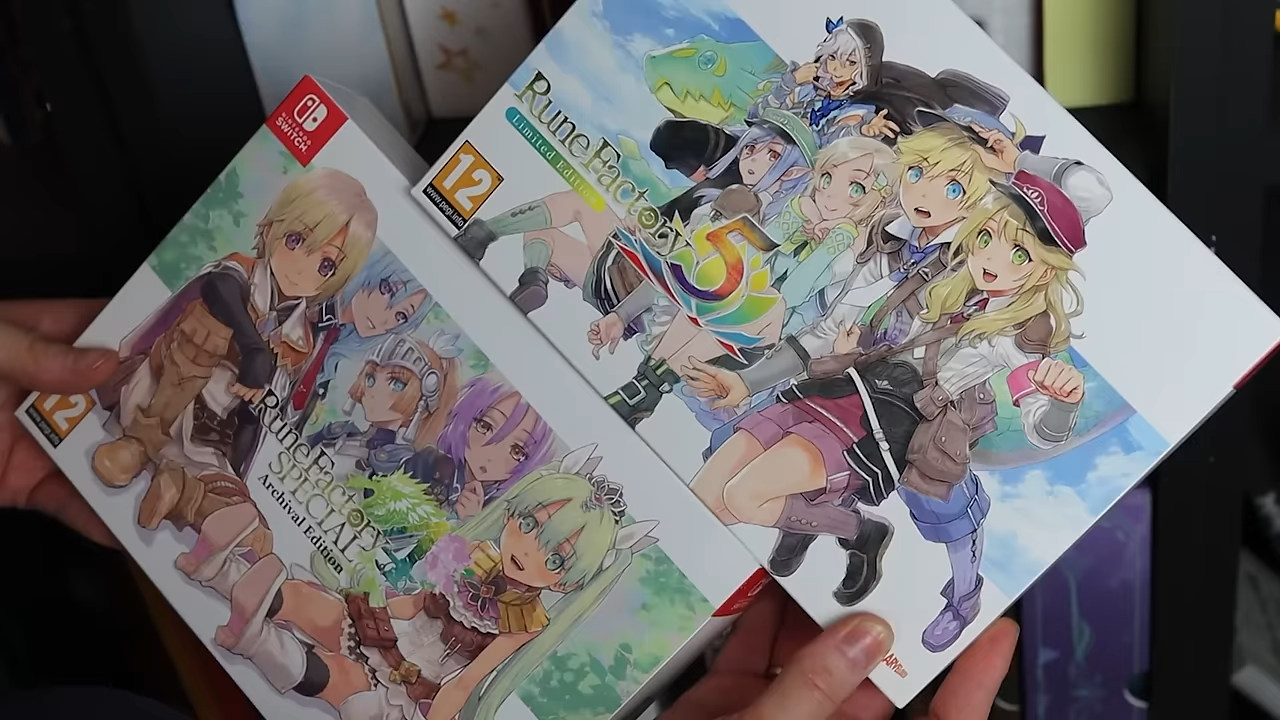 NINTENDO
SWITCH
12
Rune Factory
SPECIAL
Archival Edition
Rune Factory
Limited Edition
5
12
www.pegi.info